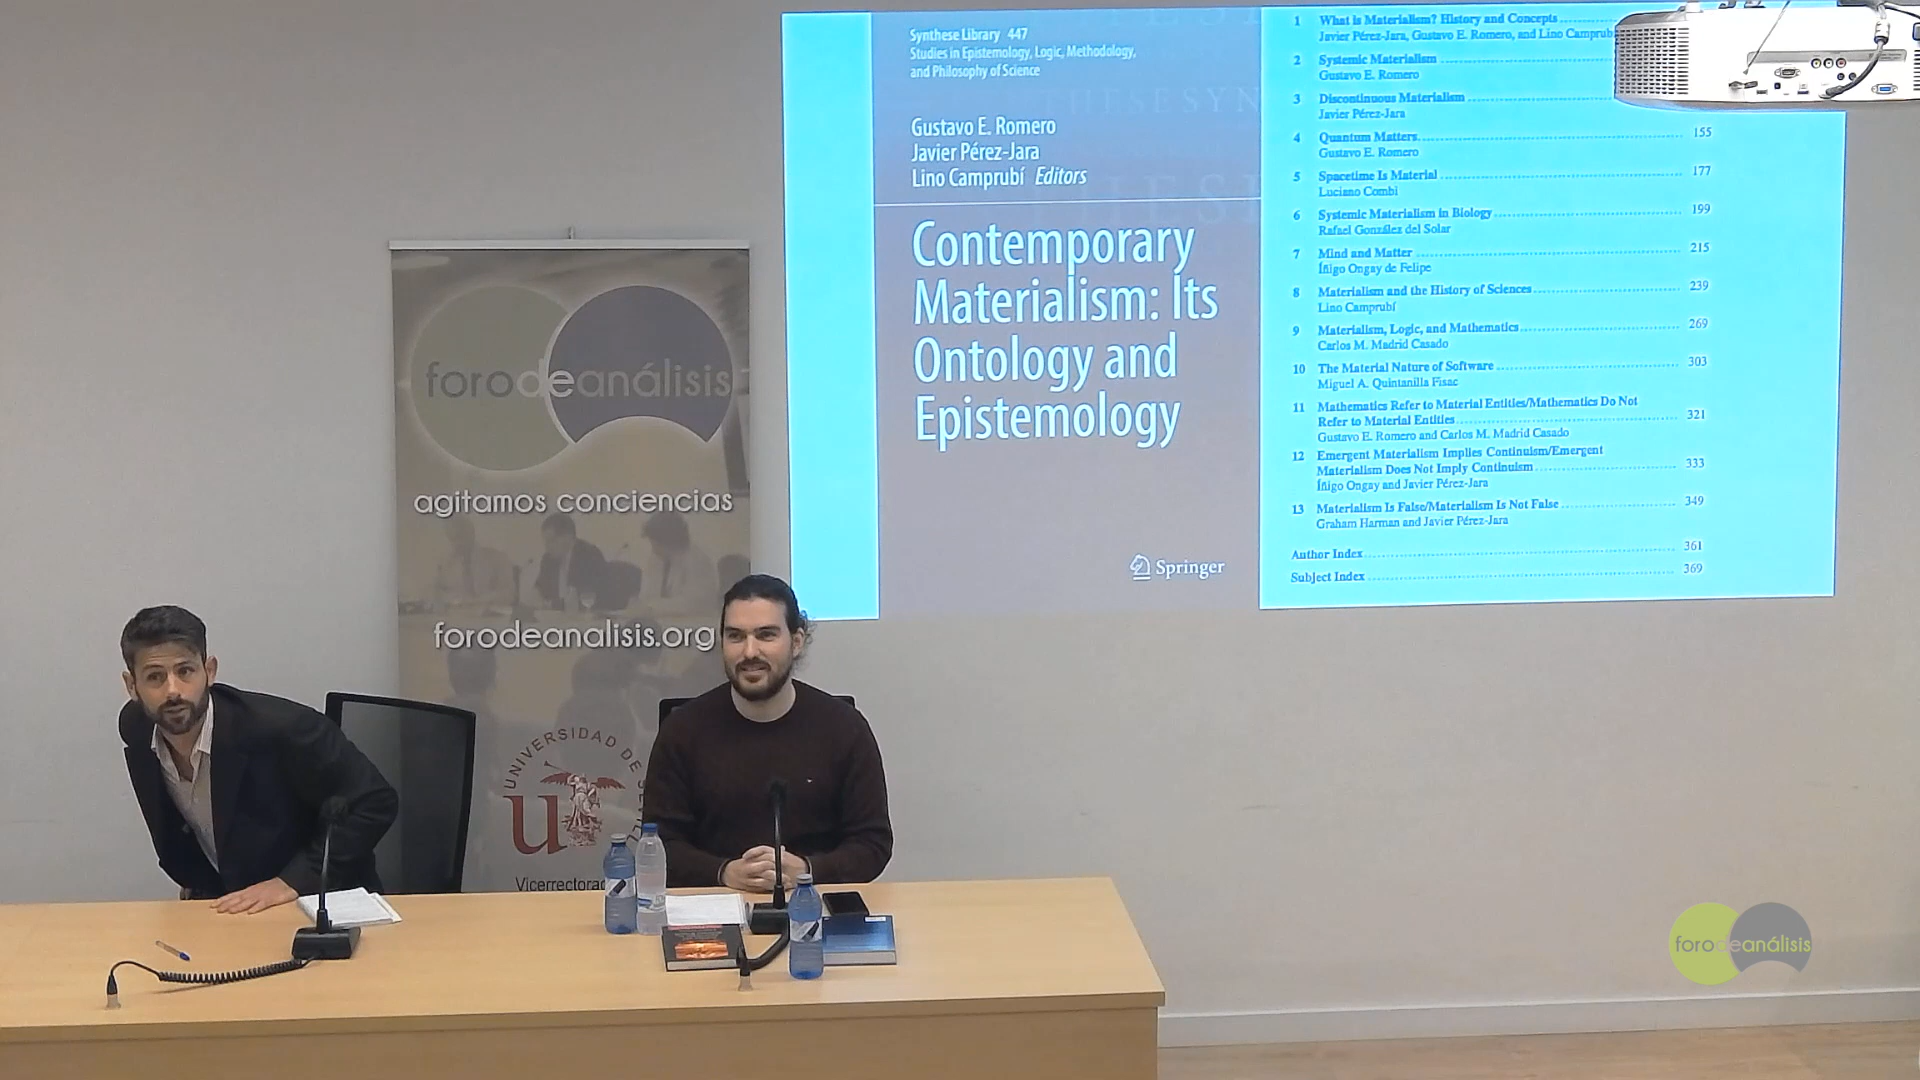 Synthese Library 447
Studies in Epistemology, Logic, Methodology,
and Philosophy of Science
Gustavo E. Romero
Javier Pérez-Jara
Lino Camprubí Editors
Contemporary
Materialism: Its
Ontology and
Epistemology
Springer
1 What is Materialism? History and Concepts
Javier Pérez-Jara, Gustavo E. Romero, and Lino Camprub
2 Systemic Materialism
Gustavo E. Romero
3 Discontinuous Materialism
Javier Pérez-Jara
4 Quantum Matters 155
Gustavo E. Romero
5 Spacetime Is Material 177
Luciano Combi
6 Systemic Materialism in Biology 199
Rafael González del Solar
7 Mind and Matter 215
Íñigo Ongay de Felipe
8 Materialism and the History of Sciences 239
Lino Camprubí
9 Materialism, Logic, and Mathematics 269
Carlos M. Madrid Casado
10 The Material Nature of Software 303
Miguel A. Quintanilla Fisac
11 Mathematics Refer to Material Entities/Mathematics Do Not
Refer to Material Entities 321
Gustavo E. Romero and Carlos M. Madrid Casado
12 Emergent Materialism Implies Continuism/Emergent
Materialism Does Not Imply Continuism 333
Íñigo Ongay and Javier Pérez-Jara
13 Materialism Is False/Materialism Is Not False 349
Graham Harman and Javier Pérez-Jara
Author Index 361
Subject Index 369
forodeanálisis
agitamos conciencias
forodeanalisis.org
UNIVERSIDAD DE SEVILL
Vicerrectora
forodeanálisis